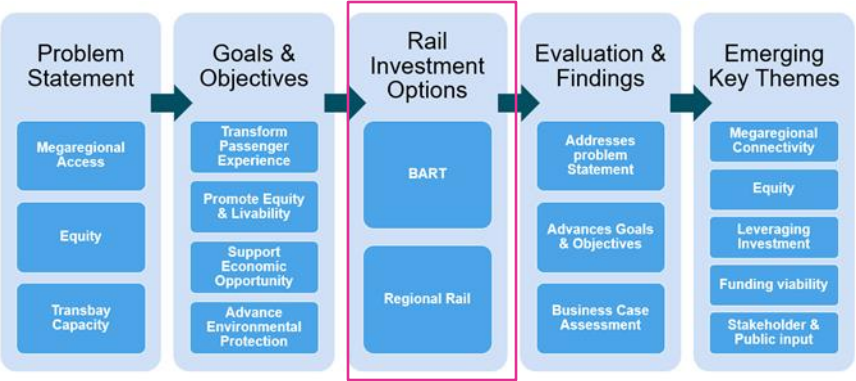 Problem
Statement
Megaregional
Access
Equity
Transbay
Capacity
Goals &
Objectives
Transform
Passenger
Experience
Promote Equity
& Livability
Support
Economic
Opportunity
Advance
Environmental
Protection
Rail
Investment
Options
BART
Regional Rail
Evaluation &
Findings
Addresses
problem
Statement
Advances Goals
& Objectives
Business Case
Assessment
Emerging
Key Themes
Megaregional
Connectivity
Equity
Leveraging
Investment
Funding viability
Stakeholder &
Public input